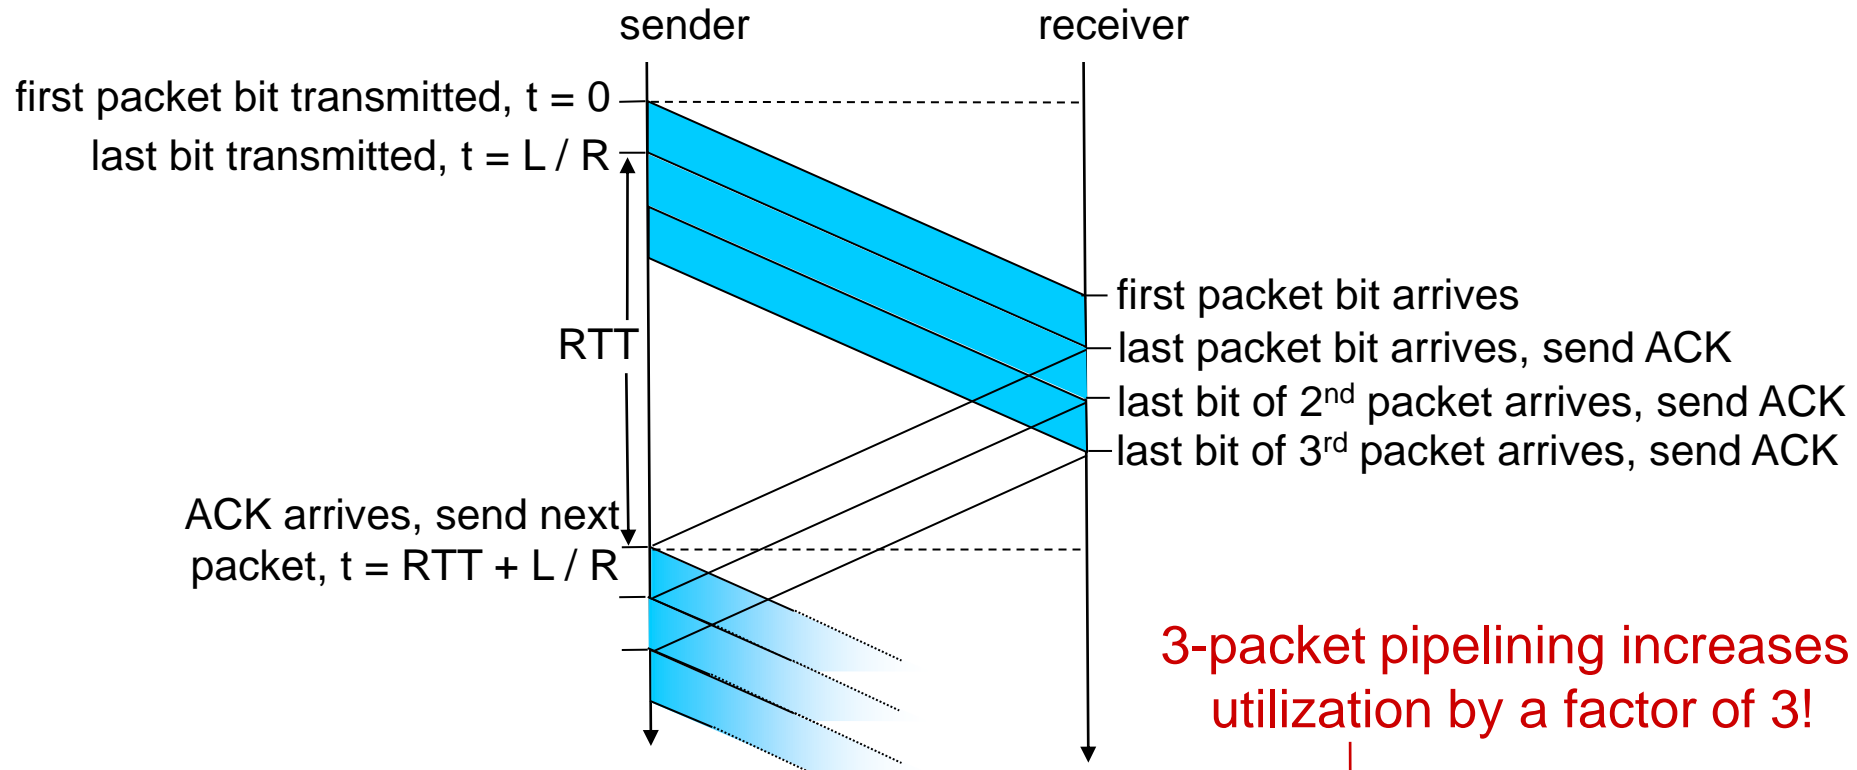 sender
receiver
first packet bit transmitted, t = 0
last bit transmitted, t = L / R
first packet bit arrives
RTT
last packet bit arrives, send ACK
last bit of 2nd packet arrives, send ACK
last bit of 3rd packet arrives, send ACK
ACK arrives, send next
packet, t = RTT + L / R
3-packet pipelining increases
utilization by a factor of 3!